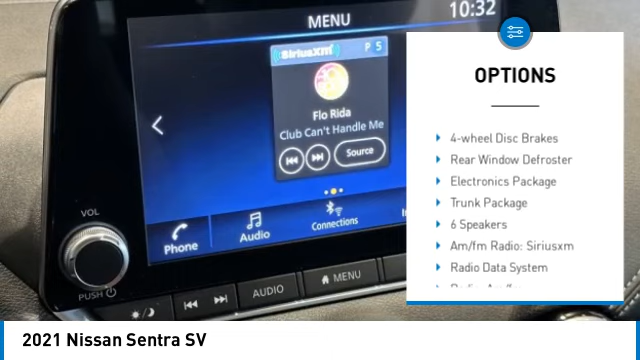 MENU
10:32
SiriusXM
P 5
Flo Rida
Club Can't Handle Me
Source
Phone
Audio
Connections
VOL
PUSH
AUDIO
MENU
OPTIONS
4-wheel Disc Brakes
Rear Window Defroster
Electronics Package
Trunk Package
6 Speakers
Am/fm Radio: Siriusxm
Radio Data System
2021 Nissan Sentra SV